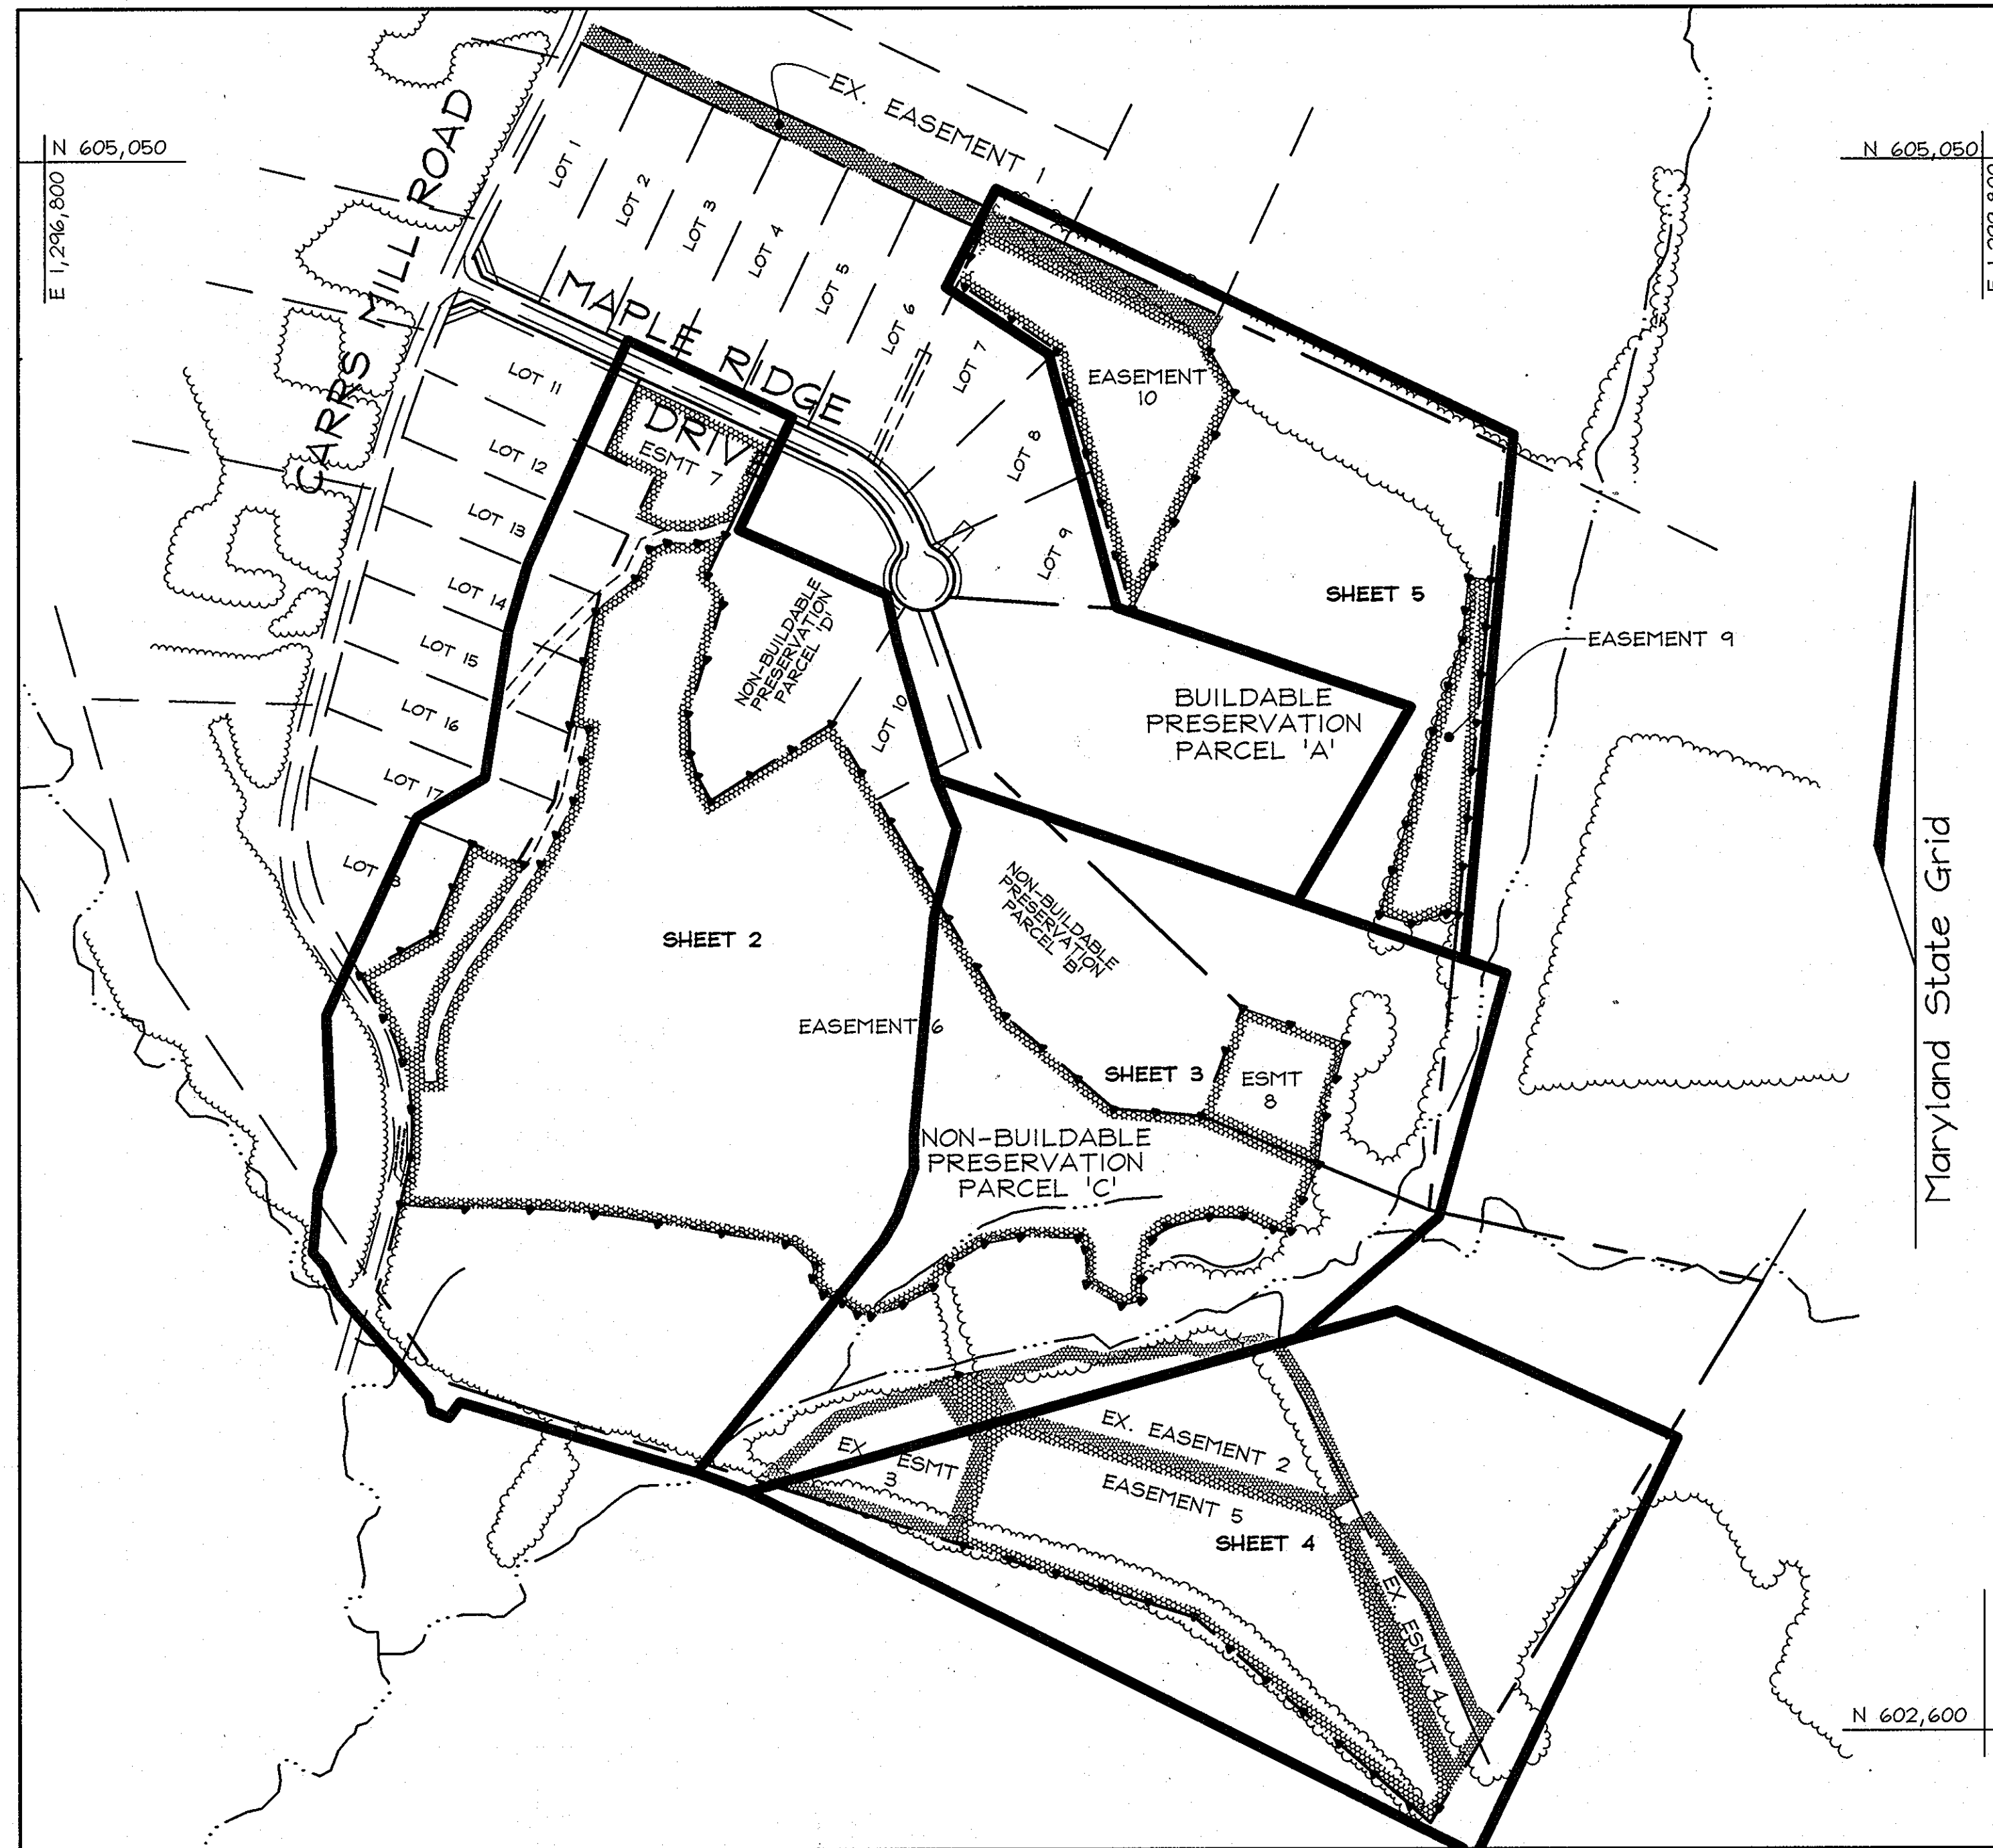 N 605,050
E 1,296,800
N 605,050
CARRS MILL ROAD
EX. EASEMENT 1
LOT 1
LOT 2
LOT 3
LOT 4
LOT 5
LOT 6
LOT 7
LOT 8
LOT 9
MAPLE RIDGE
DRIVE
ESMT 7
EASEMENT
10
LOT 11
LOT 12
LOT 13
LOT 14
LOT 15
LOT 16
LOT 17
LOT
LOT 10
NON-BUILDABLE
PRESERVATION
PARCEL 'D'
SHEET 5
EASEMENT 9
BUILDABLE
PRESERVATION
PARCEL 'A'
SHEET 2
NON-BUILDABLE
PRESERVATION
PARCEL 'B'
EASEMENT 6
SHEET 3
ESMT
8
NON-BUILDABLE
PRESERVATION
PARCEL 'C'
EX. EASEMENT 2
EX ESMT
3
EASEMENT 5
SHEET 4
EX. ESMT 4
Maryland State Grid
N 602,600